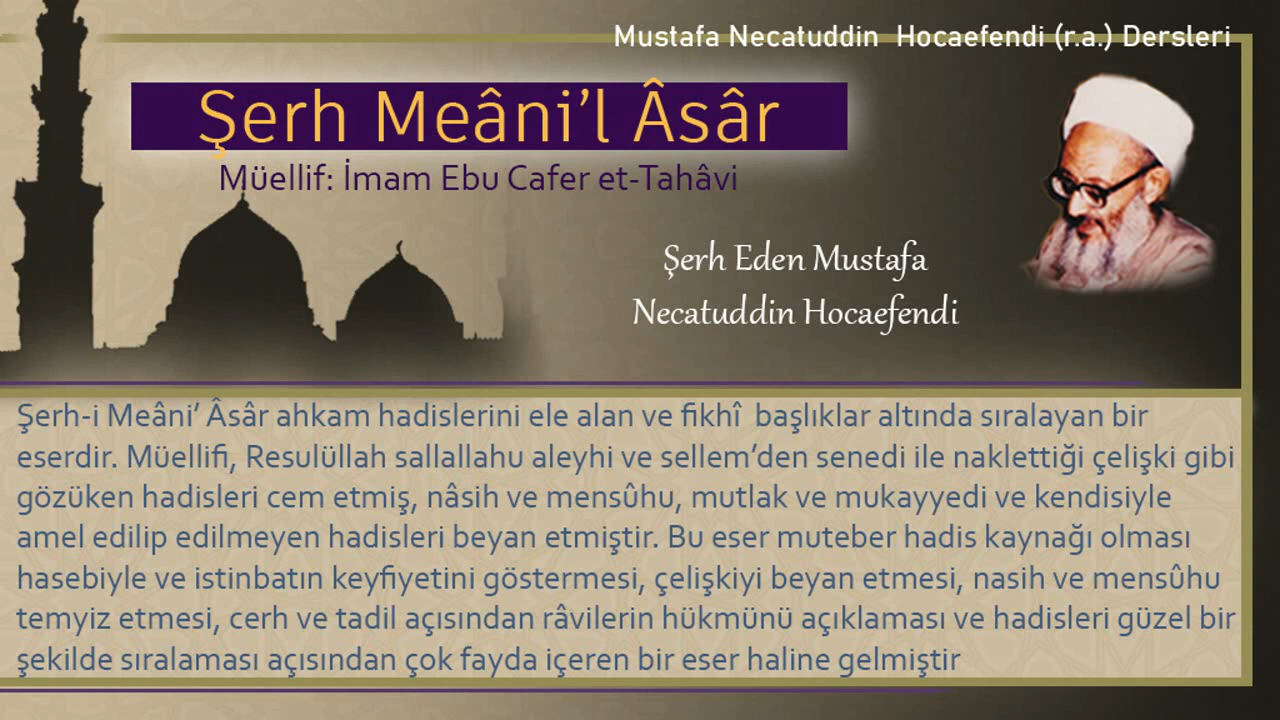 Mustafa Necatuddin Hocaefendi (r.a.) Dersleri
Şerh Meâni’l Âsâr
Müellif: İmam Ebu Cafer et-Tahâvi
Şerh Eden Mustafa
Necatuddin Hocaefendi
Şerh-i Meâni’ Âsâr ahkam hadislerini ele alan ve fikhî başlıklar altında sıralayan bir
eserdir. Müellifi, Resulüllah sallallahu aleyhi ve sellem’den senedi ile naklettiği çelişki gibi
gözüken hadisleri cem etmiş, nâsih ve mensûhu, mutlak ve mukayyedi ve kendisiyle
amel edilip edilmeyen hadisleri beyan etmiştir. Bu eser muteber hadis kaynağı olması
hasebiyle ve istinbatın keyfiyetini göstermesi, çelişkiyi beyan etmesi, nasih ve mensûhu
temyiz etmesi, cerh ve tadil açısından râvilerin hükmünü açıklaması ve hadisleri güzel bir
şekilde sıralaması açısından çok fayda içeren bir eser haline gelmiştir